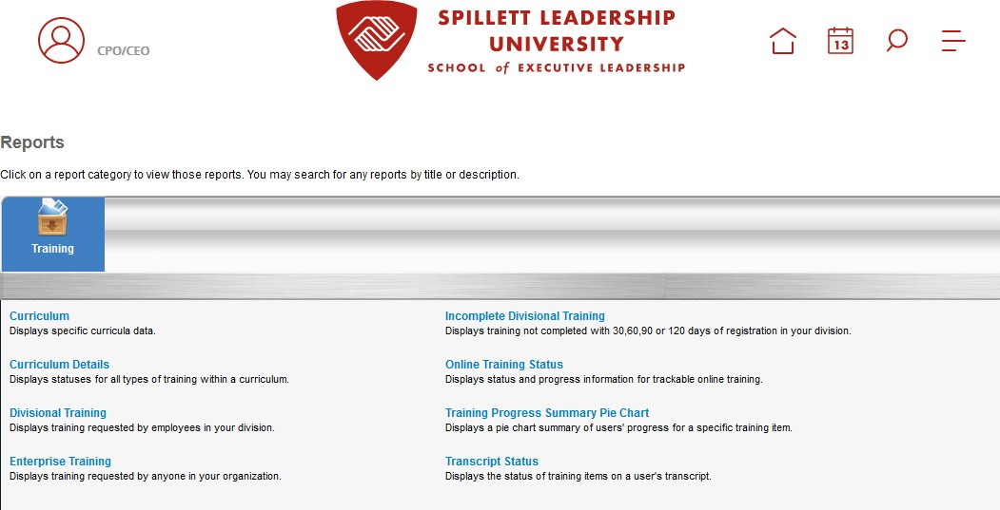 CPO/CEO
SPILLETT LEADERSHIP
UNIVERSITY
SCHOOL of EXECUTIVE LEADERSHIP
13
Reports
Click on a report category to view those reports. You may search for any reports by title or description.
Training
Curriculum
Displays specific curricula data.
Curriculum Details
Displays statuses for all types of training within a curriculum.
Divisional Training
Displays training requested by employees in your division.
Enterprise Training
Displays training requested by anyone in your organization.
Incomplete Divisional Training
Displays training not completed with 30,60,90 or 120 days of registration in your division.
Online Training Status
Displays status and progress information for trackable online training.
Training Progress Summary Pie Chart
Displays a pie chart summary of users' progress for a specific training item.
Transcript Status
Displays the status of training items on a user's transcript.